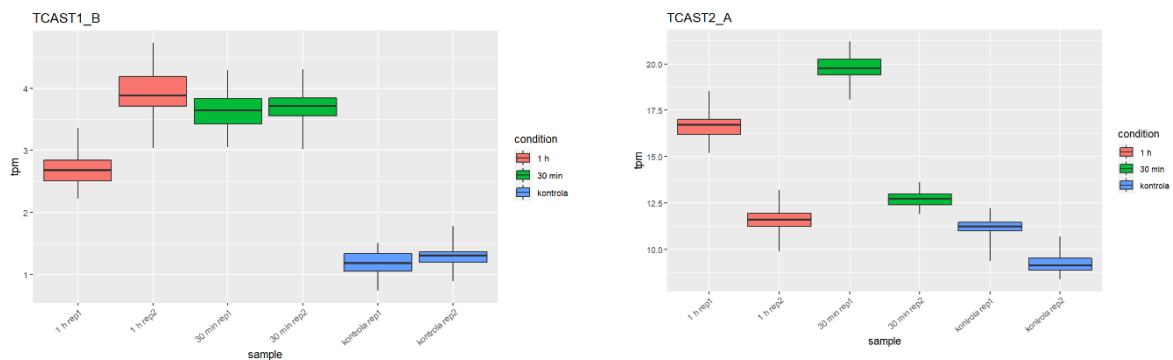 TCAST1_B
tpm
4
3
2
1
1 h rep1
1 h rep2
30 min rep1
30 min rep2
kontrola rep1
kontrola rep2
sample
condition
1 h
30 min
kontrola
TCAST2_A
tpm
20.0
17.5
15.0
12.5
10.0
1 h rep1
1 h rep2
30 min rep1
30 min rep2
kontrola rep1
kontrola rep2
sample
condition
1 h
30 min
kontrola